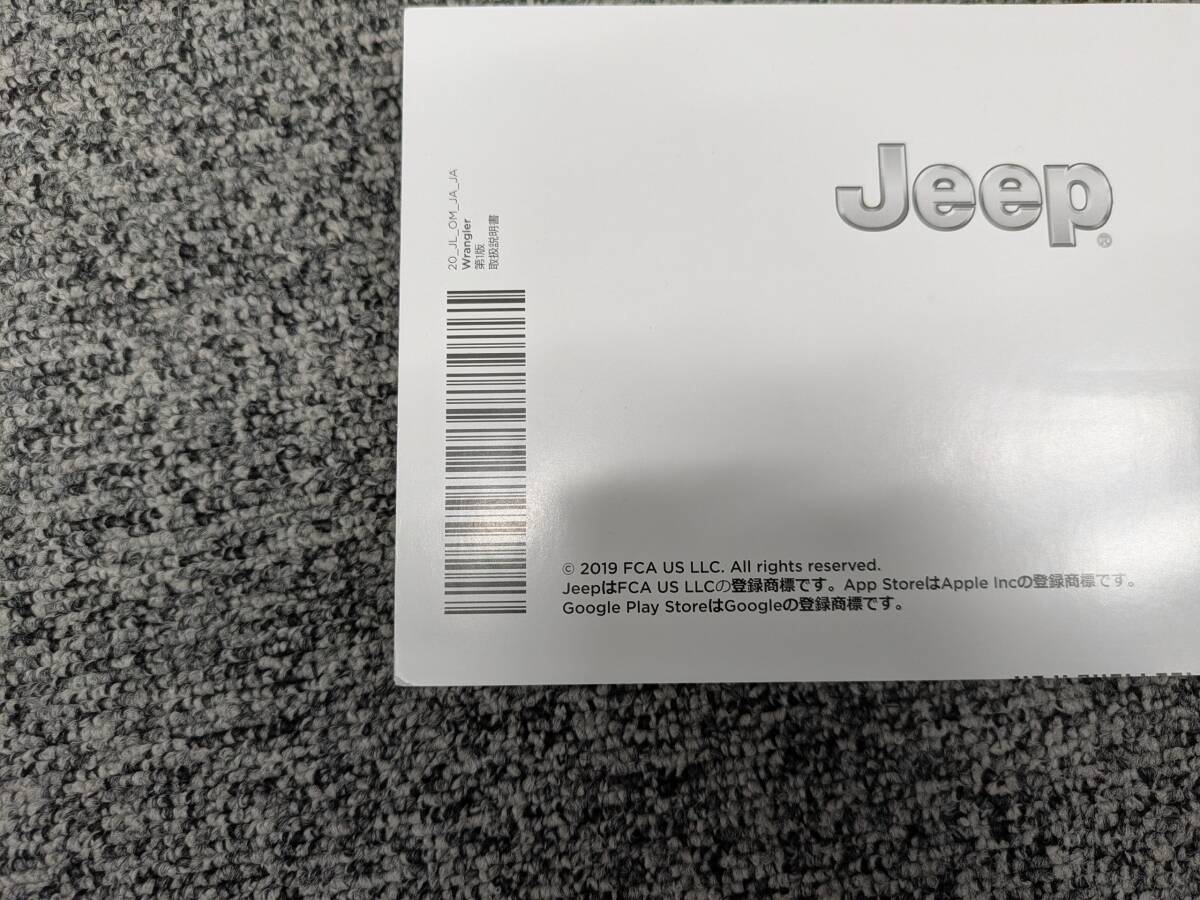 Jeep®
20_JL_OM_JA_JA
Wrangler
第1版
取扱説明書
© 2019 FCA US LLC. All rights reserved.
JeepはFCA US LLCの登録商標です。App StoreはApple Incの登録商標です。
Google Play StoreはGoogleの登録商標です。